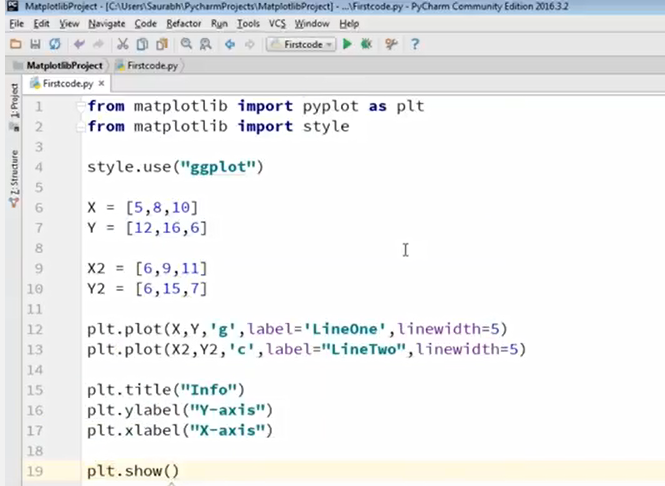 MatplotlibProject - [C:\Users\Saurabh\PycharmProjects\MatplotlibProject] - ...\Firstcode.py - PyCharm Community Edition 2016.3.2
File Edit View Navigate Code Refactor Run Tools VCS Window Help
Firstcode
MatplotlibProject Firstcode.py
Firstcode.py
1: Project
7: Structure
1 from matplotlib import pyplot as plt
2 from matplotlib import style
3
4 style.use("ggplot")
5
6 X = [5,8,10]
7 Y = [12,16,6]
8
9 X2 = [6,9,11]
10 Y2 = [6,15,7]
11
12 plt.plot(X,Y,'g',label='LineOne',linewidth=5)
13 plt.plot(X2,Y2,'c',label="LineTwo",linewidth=5)
14
15 plt.title("Info")
16 plt.ylabel("Y-axis")
17 plt.xlabel("X-axis")
18
19 plt.show()